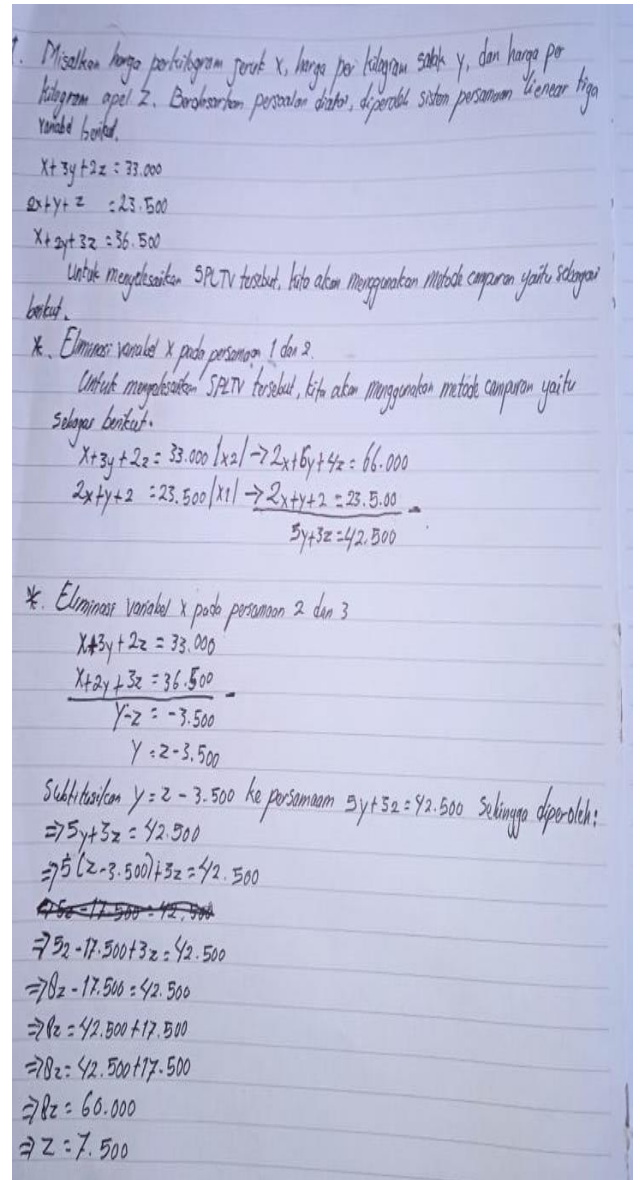 1. Misalkan harga perkilogram jeruk x, harga per kilogram salak y, dan harga per
kilogram apel z. Berdasarkan persoalan diatas, diperoleh sistem persamaan lienear tiga
variabel berikut.
x+3y+2z=33.000
2x+y+z =23.500
x+2y+3z=36.500
Untuk menyelesaikan SPLTV tersebut, kita akan menggunakan metode campuran yaitu sebagai
berikut.
*. Eliminasi variabel x pada persamaan 1 dan 2.
Untuk menyelesaikan SPLTV tersebut, kita akan menggunakan metode campuran yaitu
sebagai berikut.
x+3y+2z=33.000 |x2| → 2x+6y+4z=66.000
2x+y+z =23.500 |x1| → 2x+y+z=23.5.00 -
5y+3z=42.500
*. Eliminasi variabel x pada persamaan 2 dan 3
x+3y+2z=33.000
x+2y+3z=36.500 -
y-z = -3.500
y = z-3.500
Subtitusikan y=z-3.500 ke persamaam 5y+3z=42.500 Sehingga diperoleh:
⇒5y+3z=42.500
⇒5(z-3.500)+3z=42.500
⇒5z-17.500+3z=42.500
⇒8z-17.500=42.500
⇒8z=42.500+17.500
⇒8z=42.500+17.500
⇒8z=60.000
⇒z=7.500